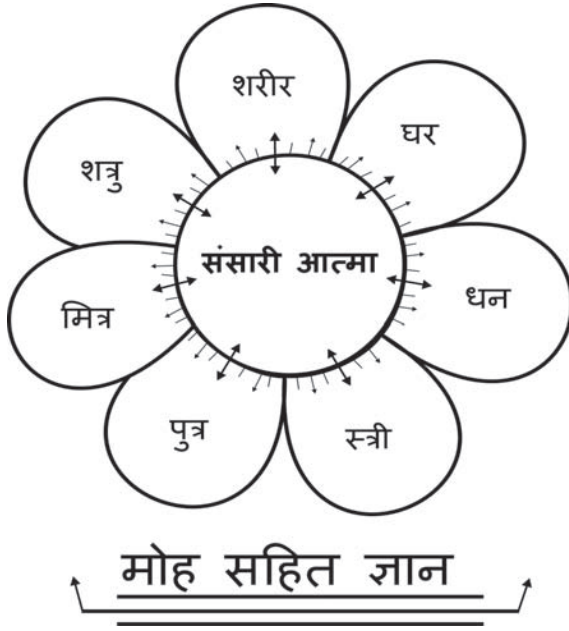 शरीर
घर
शत्रु
संसारी आत्मा
धन
मित्र
पुत्र
स्त्री
मोह सहित ज्ञान